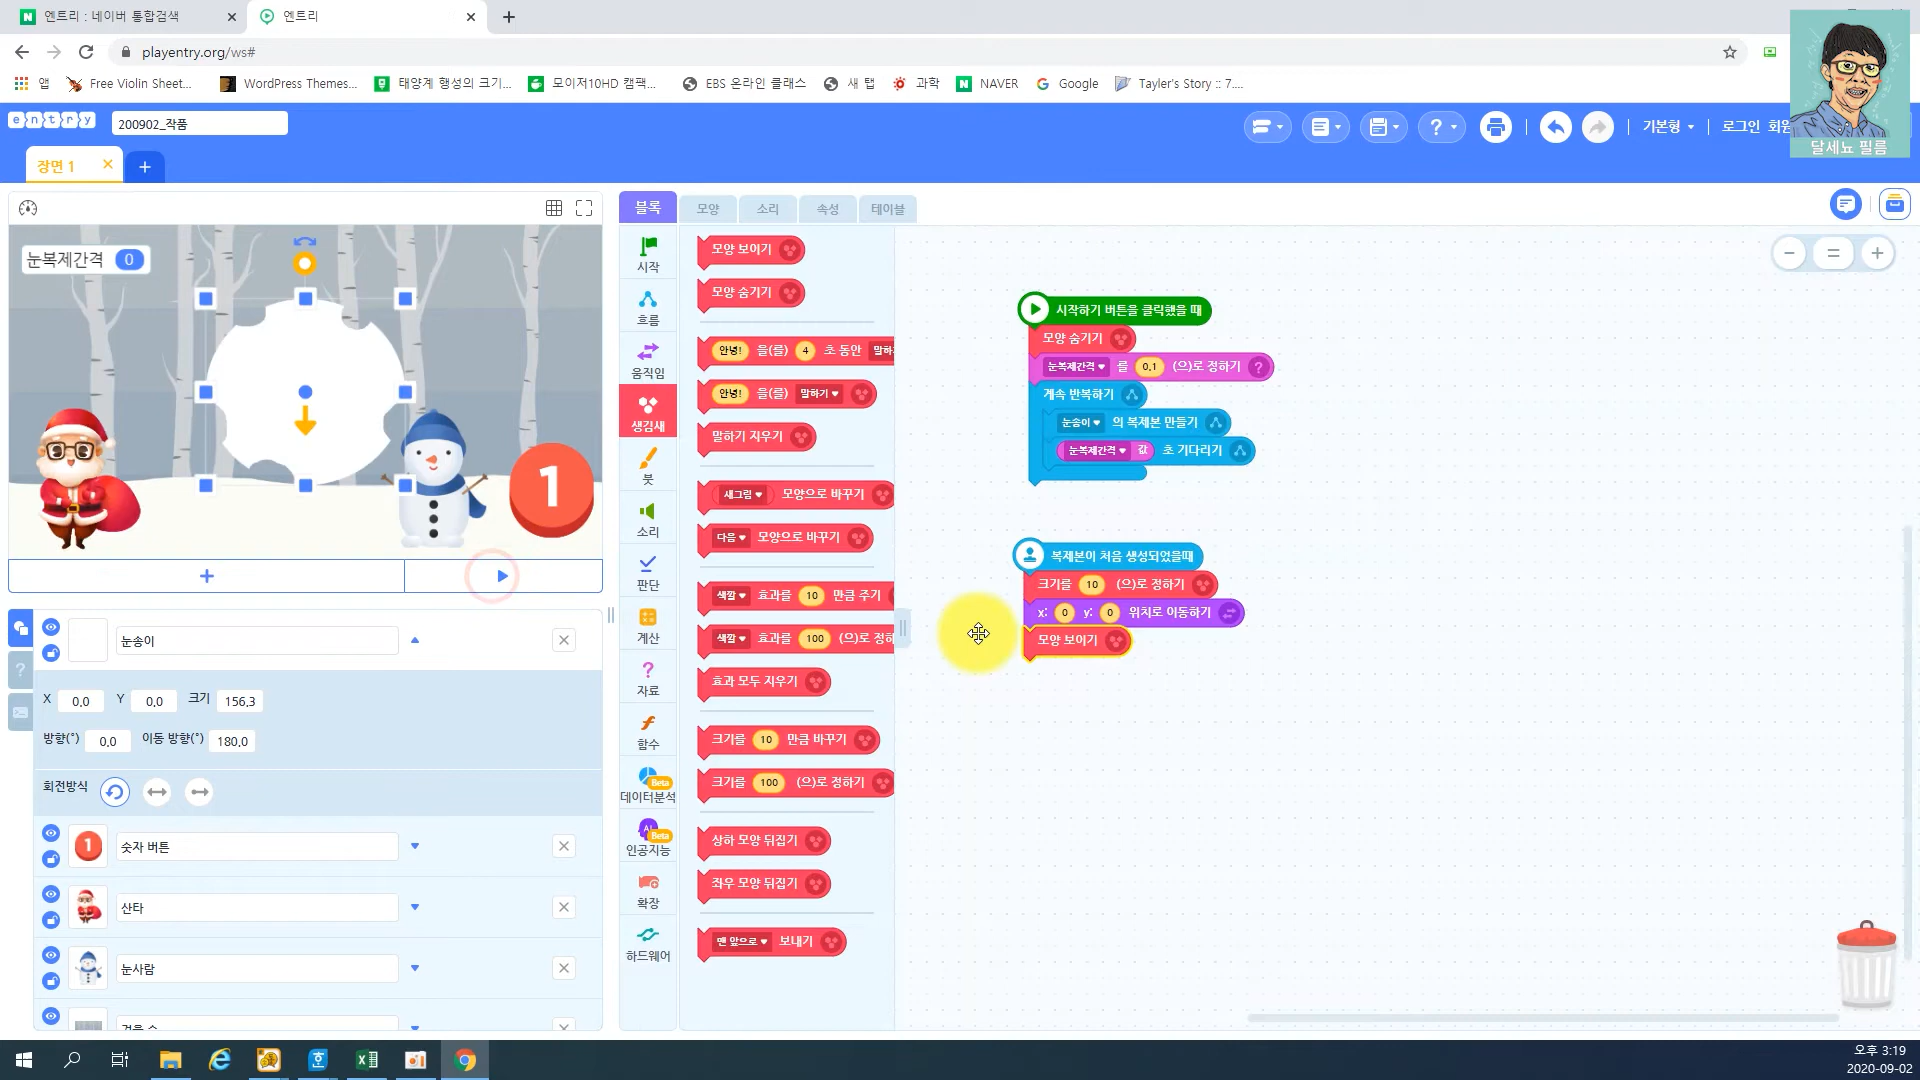 엔트리 : 네이버 통합검색
엔트리
playentry.org/ws#
앱
Free Violin Sheet...
WordPress Themes...
태양계 행성의 크기...
모이저10HD 캠팩...
EBS 온라인 클래스
새 탭
과학
NAVER
Google
Tayler's Story :: 7....
entry
200902_작품
?
기본형
로그인
회원
달세뇨 필름
장면 1
블록
모양
소리
속성
테이블
눈복제간격 0
1
시작
흐름
움직임
생김새
붓
소리
판단
계산
자료
함수
Beta
데이터분석
AI
Beta
인공지능
확장
하드웨어
모양 보이기
모양 숨기기
안녕! 을(를) 4 초 동안 말하
안녕! 을(를) 말하기
말하기 지우기
새그림 모양으로 바꾸기
다음 모양으로 바꾸기
색깔 효과를 10 만큼 주기
색깔 효과를 100 (으)로 정하
효과 모두 지우기
크기를 10 만큼 바꾸기
크기를 100 (으)로 정하기
상하 모양 뒤집기
좌우 모양 뒤집기
맨 앞으로 보내기
시작하기 버튼을 클릭했을 때
모양 숨기기
눈복제간격 를 0.1 (으)로 정하기 ?
계속 반복하기
눈송이 의 복제본 만들기
눈복제간격 값 초 기다리기
복제본이 처음 생성되었을때
크기를 10 (으)로 정하기
x: 0 y: 0 위치로 이동하기
모양 보이기
눈송이
X 0.0 Y 0.0 크기 156.3
방향(°) 0.0 이동 방향(°) 180.0
회전방식
1
숫자 버튼
산타
눈사람
오후 3:19
2020-09-02